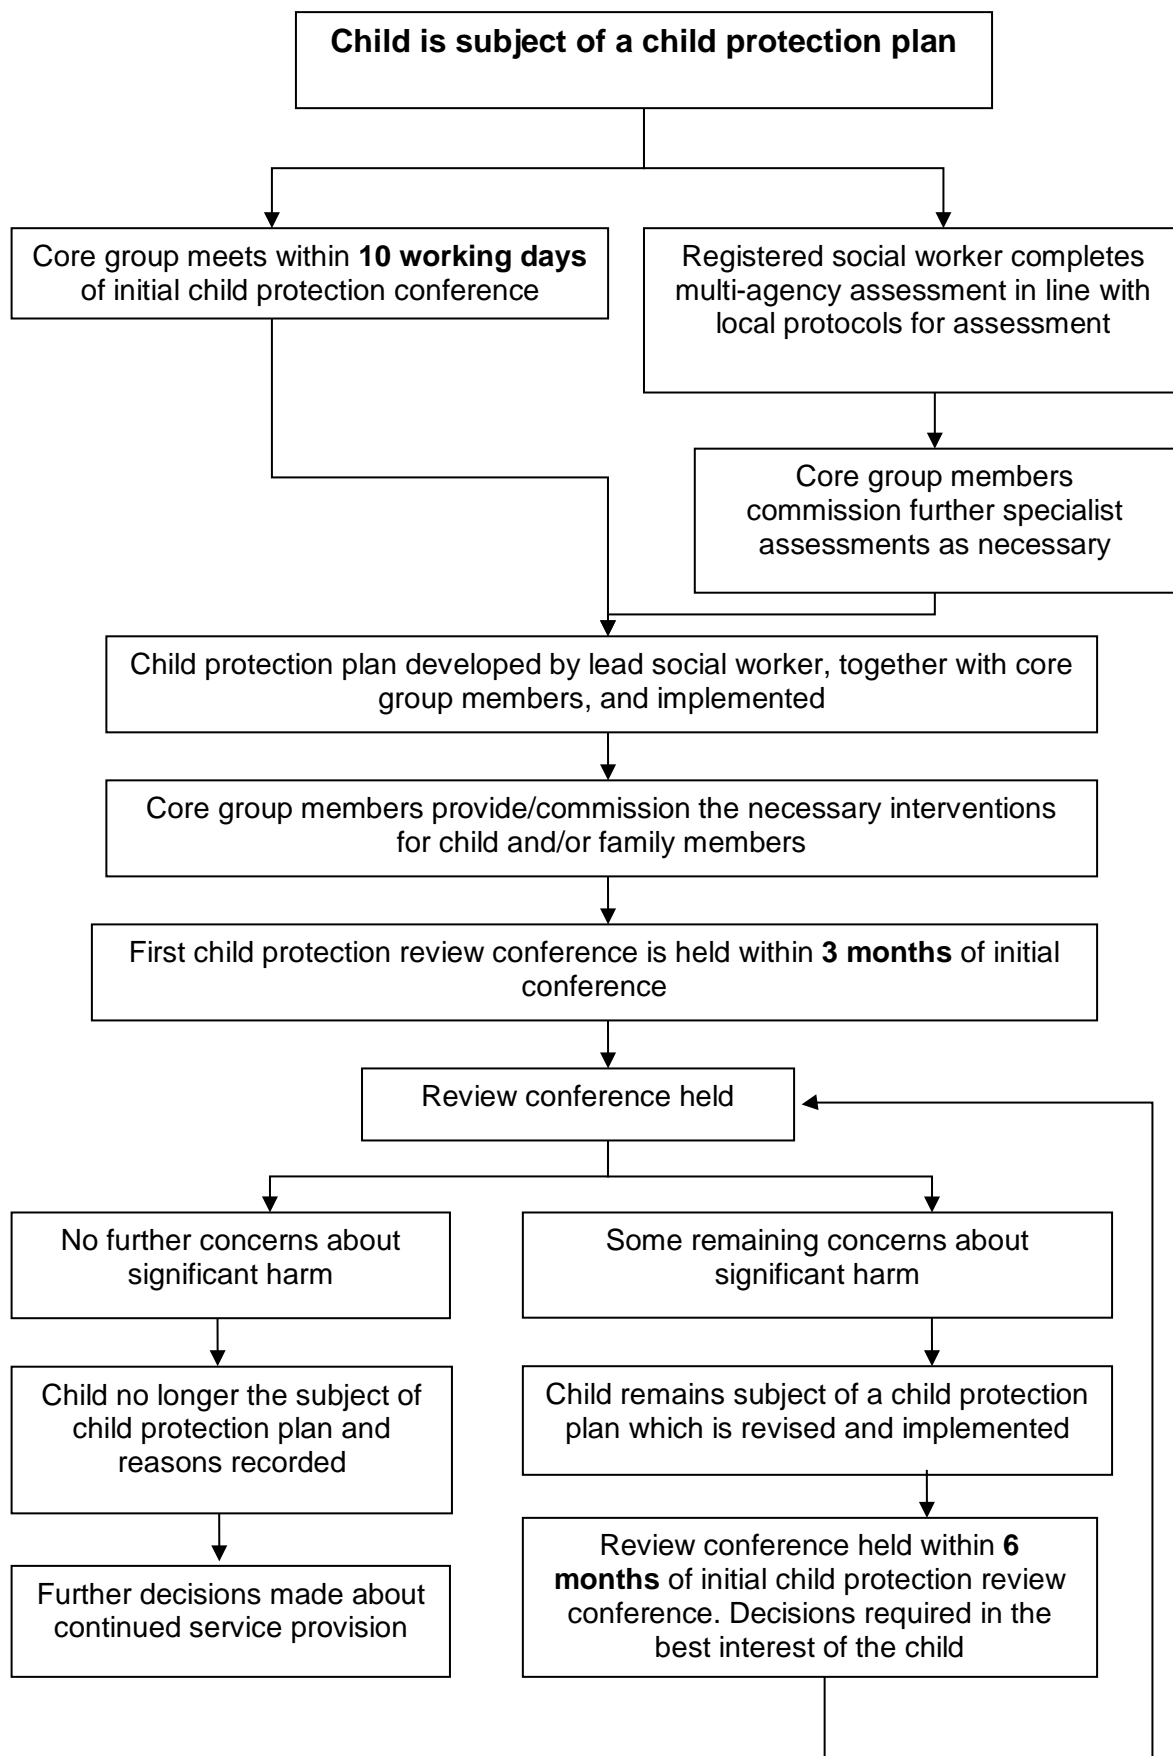 Child is subject of a child protection plan
Core group meets within 10 working days
of initial child protection conference
Registered social worker completes
multi-agency assessment in line with
local protocols for assessment
Core group members
commission further specialist
assessments as necessary
Child protection plan developed by lead social worker, together with core
group members, and implemented
Core group members provide/commission the necessary interventions
for child and/or family members
First child protection review conference is held within 3 months of initial
conference
Review conference held
No further concerns about
significant harm
Some remaining concerns about
significant harm
Child no longer the subject of
child protection plan and
reasons recorded
Child remains subject of a child protection
plan which is revised and implemented
Further decisions made about
continued service provision
Review conference held within 6
months of initial child protection review
conference. Decisions required in the
best interest of the child